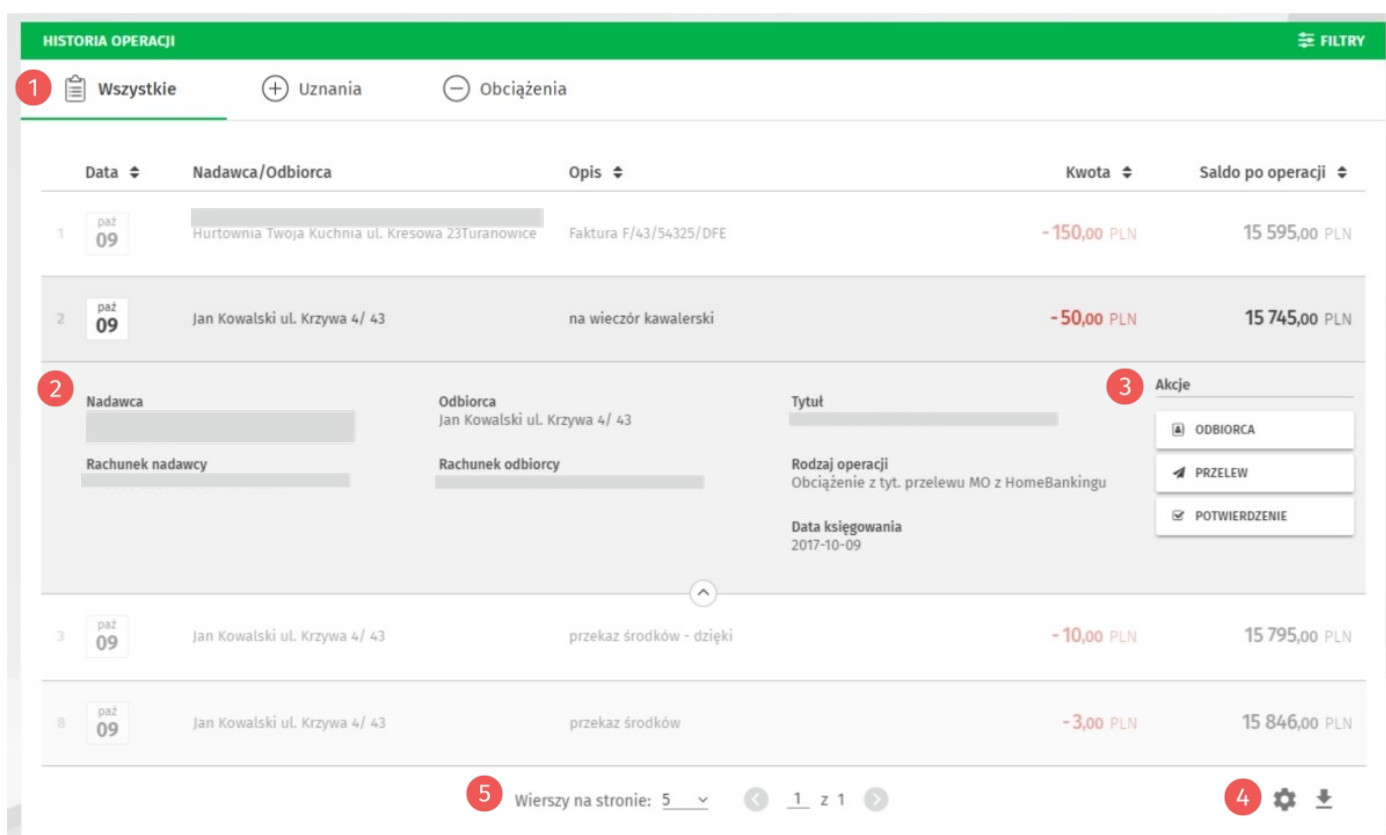 HISTORIA OPERACJI FILTRY
1 Wszystkie Uznania Obciążenia
Data Nadawca/Odbiorca Opis Kwota Saldo po operacji
1 paź 09 Hurtownia Twoja Kuchnia ul. Kresowa 23Turanowice Faktura F/43/54325/DFE -150,00 PLN 15 595,00 PLN
2 paź 09 Jan Kowalski ul. Krzywa 4/ 43 na wieczór kawalerski -50,00 PLN 15 745,00 PLN
2 3 Akcje
Nadawca Odbiorca Tytuł
Jan Kowalski ul. Krzywa 4/ 43
ODBIORCA
Rachunek nadawcy Rachunek odbiorcy Rodzaj operacji
Obciążenie z tyt. przelewu MO z HomeBankingu
PRZELEW
POTWIERDZENIE
Data księgowania
2017-10-09
3 paź 09 Jan Kowalski ul. Krzywa 4/ 43 przekaz środków - dzięki -10,00 PLN 15 795,00 PLN
8 paź 09 Jan Kowalski ul. Krzywa 4/ 43 przekaz środków -3,00 PLN 15 846,00 PLN
5 Wierszy na stronie: 5 1 z 1 4